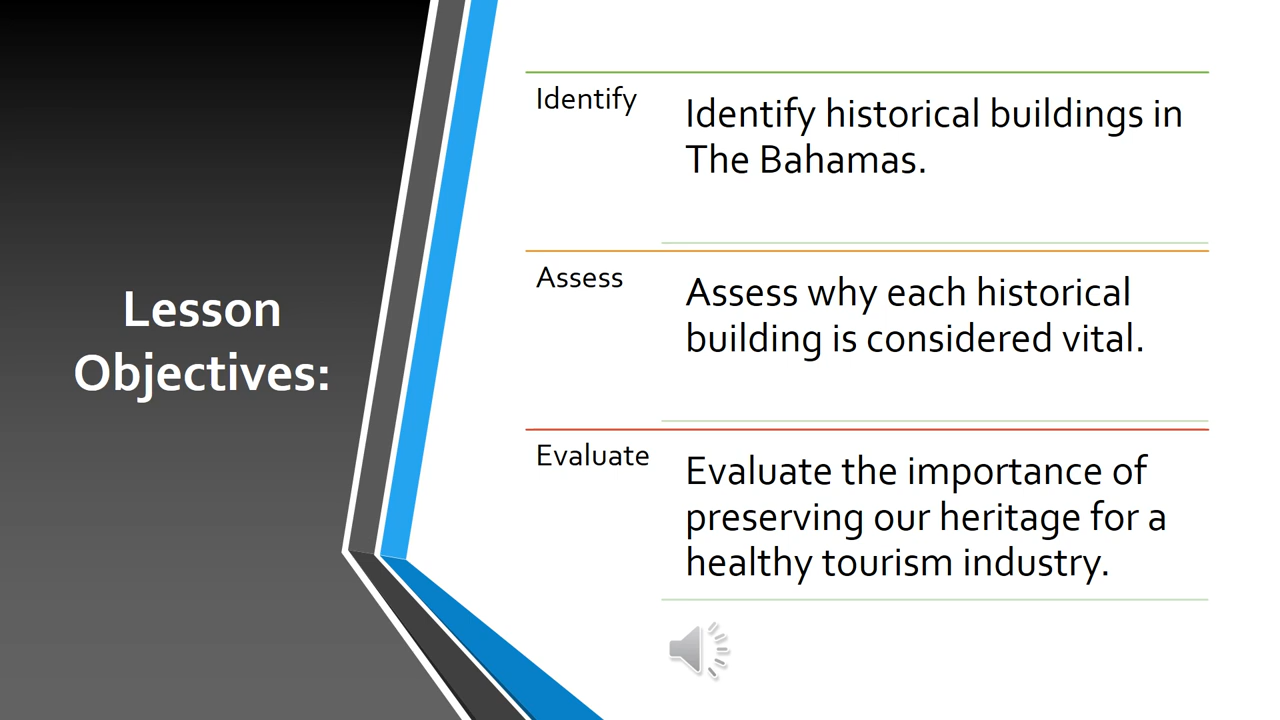 Lesson
Objectives:
Identify
Identify historical buildings in
The Bahamas.
Assess
Assess why each historical
building is considered vital.
Evaluate
Evaluate the importance of
preserving our heritage for a
healthy tourism industry.